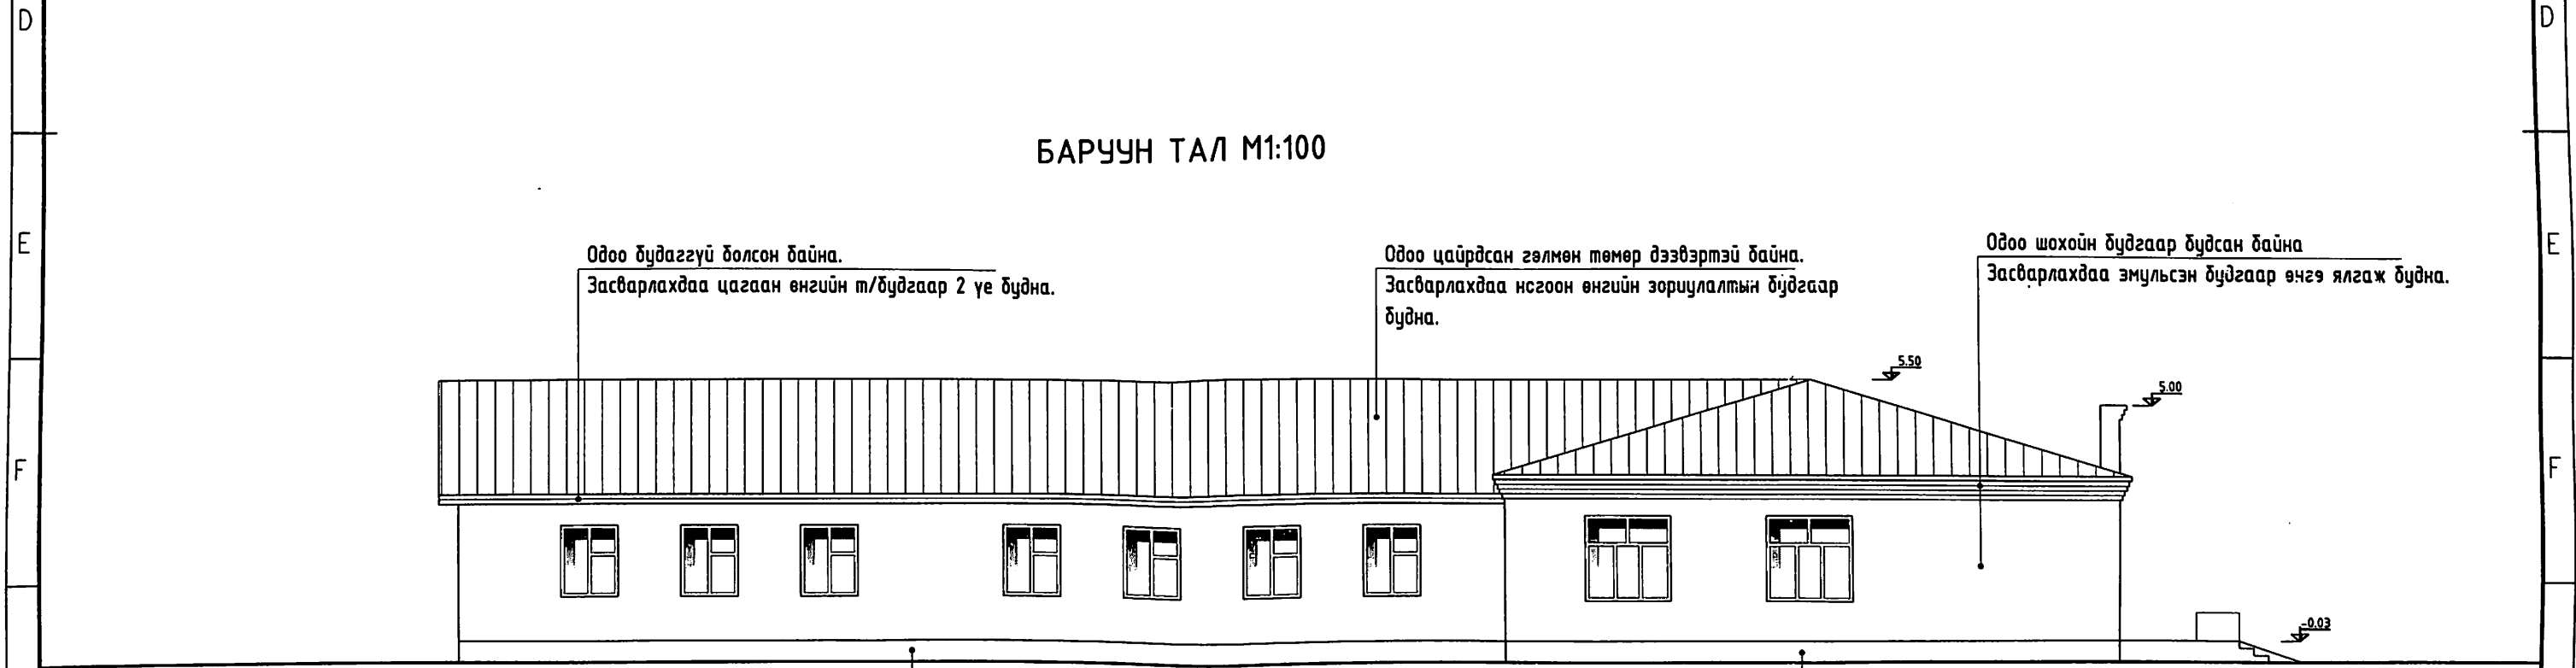 D
D
БАРУУН ТАЛ М1:100
E
E
Одоо будаггүй болсон байна.
Засварлахдаа цагаан өнгийн т/будгаар 2 үе будна.
Одоо цайрдсан гэлмэн төмөр дээвэртэй байна.
Засварлахдаа ногоон өнгийн зориулалтын будгаар
будна.
Одоо шохойн будгаар будсан байна
Засварлахдаа эмульсэн будгаар өнгө ялгаж будна.
5.50
5.00
F
F
-0.03